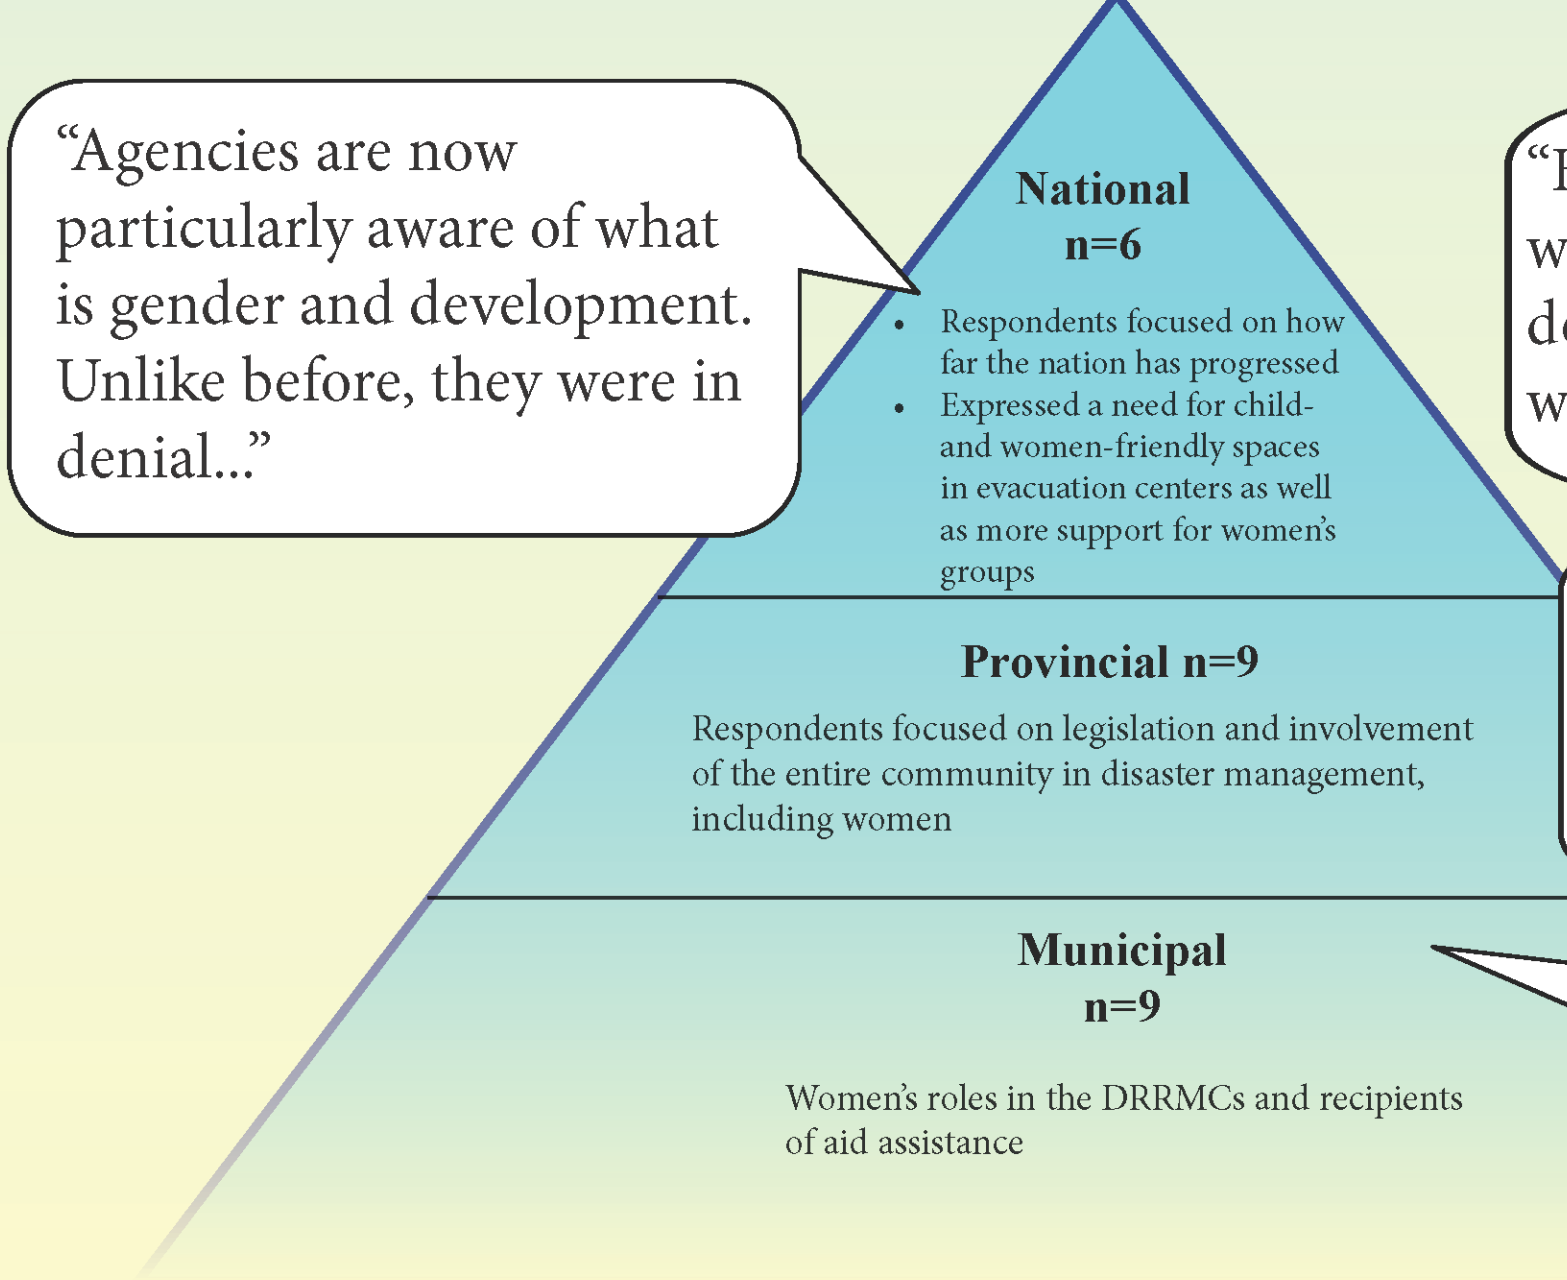 “Agencies are now
particularly aware of what
is gender and development.
Unlike before, they were in
denial...”
National
n=6
• Respondents focused on how
far the nation has progressed
• Expressed a need for child-
and women-friendly spaces
in evacuation centers as well
as more support for women’s
groups
Provincial n=9
Respondents focused on legislation and involvement
of the entire community in disaster management,
including women
Municipal
n=9
Women’s roles in the DRRMCs and recipients
of aid assistance